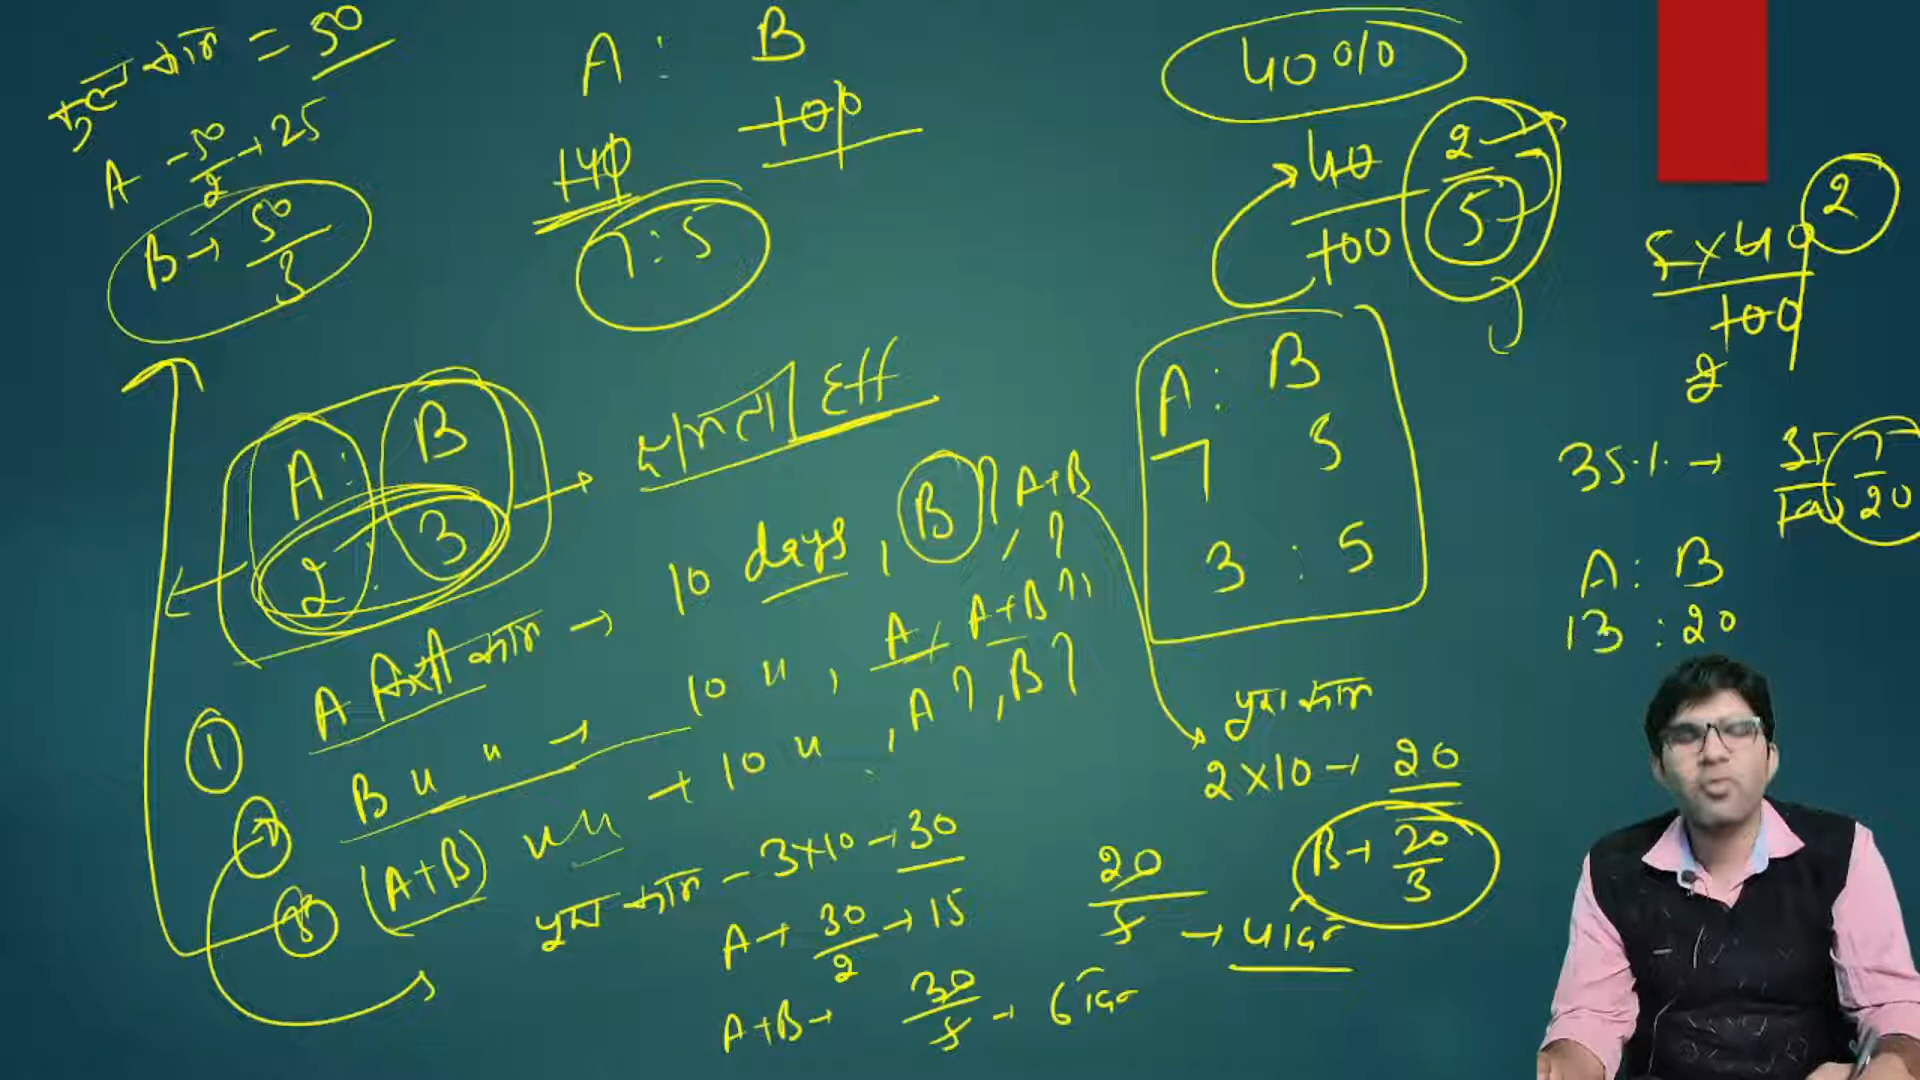 कुल काम = 50
A - 50/2 → 25
B → 50/3
A : B
140 100
7 : 5
40%
40/100 2/5
5 × 40/100 2
2
35% → 35/100 7/20
A : B
13 : 20
A : B
2 : 3
→ दक्षता / Eff
A : B
7 5
3 : 5
① A काम → 10 days, B?, A+B?
② B " " → 10 ", A, A+B??
③ (A+B) " " → 10 ", A?, B?
काम
2×10 → 20
B → 20/3
20/5 → 4 दिन
काम - 3×10 → 30
A → 30/2 → 15
A+B → 30/5 → 6 दिन